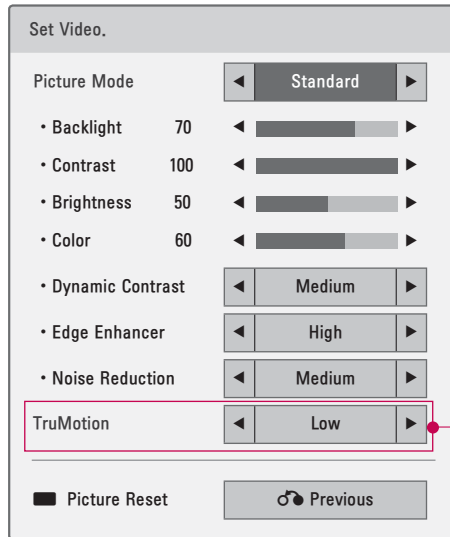 Set Video.
Picture Mode Standard
• Backlight 70
• Contrast 100
• Brightness 50
• Color 60
• Dynamic Contrast Medium
• Edge Enhancer High
• Noise Reduction Medium
TruMotion Low
Picture Reset Previous